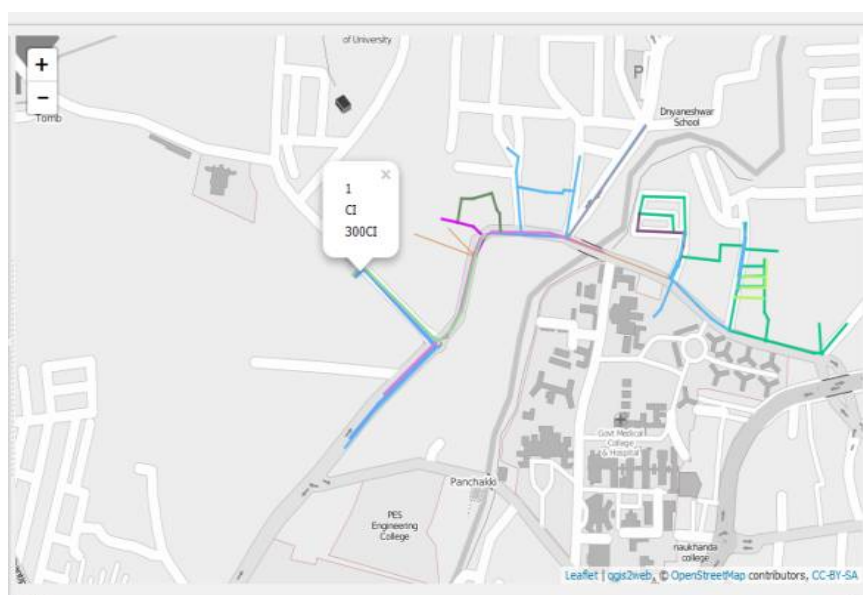 of University
+
−
Tomb
P
Dnyaneshwar
School
×
1
CI
300CI
Govt Medical
College
& Hospital
Panchakki
PES
Engineering
College
naukhanda
college
Leaflet | qgis2web, © OpenStreetMap contributors, CC-BY-SA